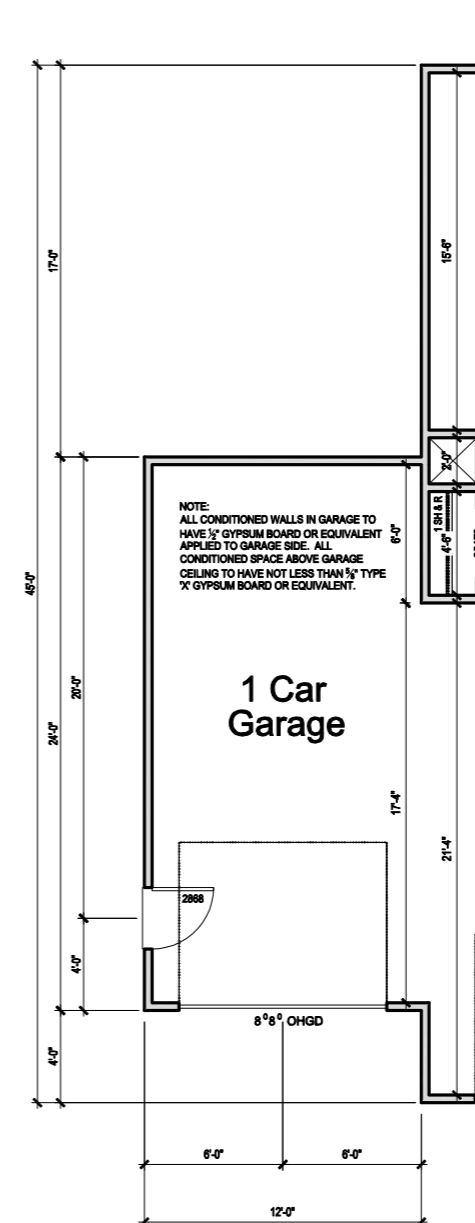 17'-0"
15'-6"
2'-0"
NOTE:
ALL CONDITIONED WALLS IN GARAGE TO
HAVE ½" GYPSUM BOARD OR EQUIVALENT
APPLIED TO GARAGE SIDE. ALL
CONDITIONED SPACE ABOVE GARAGE
CEILING TO HAVE NOT LESS THAN ⅝" TYPE
'X' GYPSUM BOARD OR EQUIVALENT.
6'-0"
1 SH & R
4'-6"
45'-0"
24'-0"
20'-0"
1 Car
Garage
17'-4"
21'-4"
2868
4'-0"
8⁰8⁰ OHGD
4'-0"
6'-0"
6'-0"
12'-0"